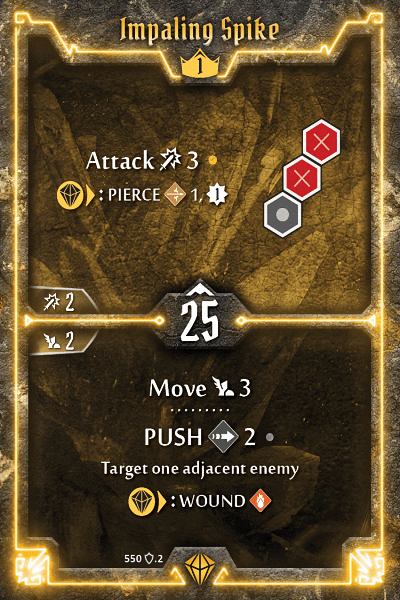 Impaling Spike
1
Attack 3
: PIERCE 1, 1
2
25
2
Move 3
PUSH 2
Target one adjacent enemy
: WOUND
550 .2